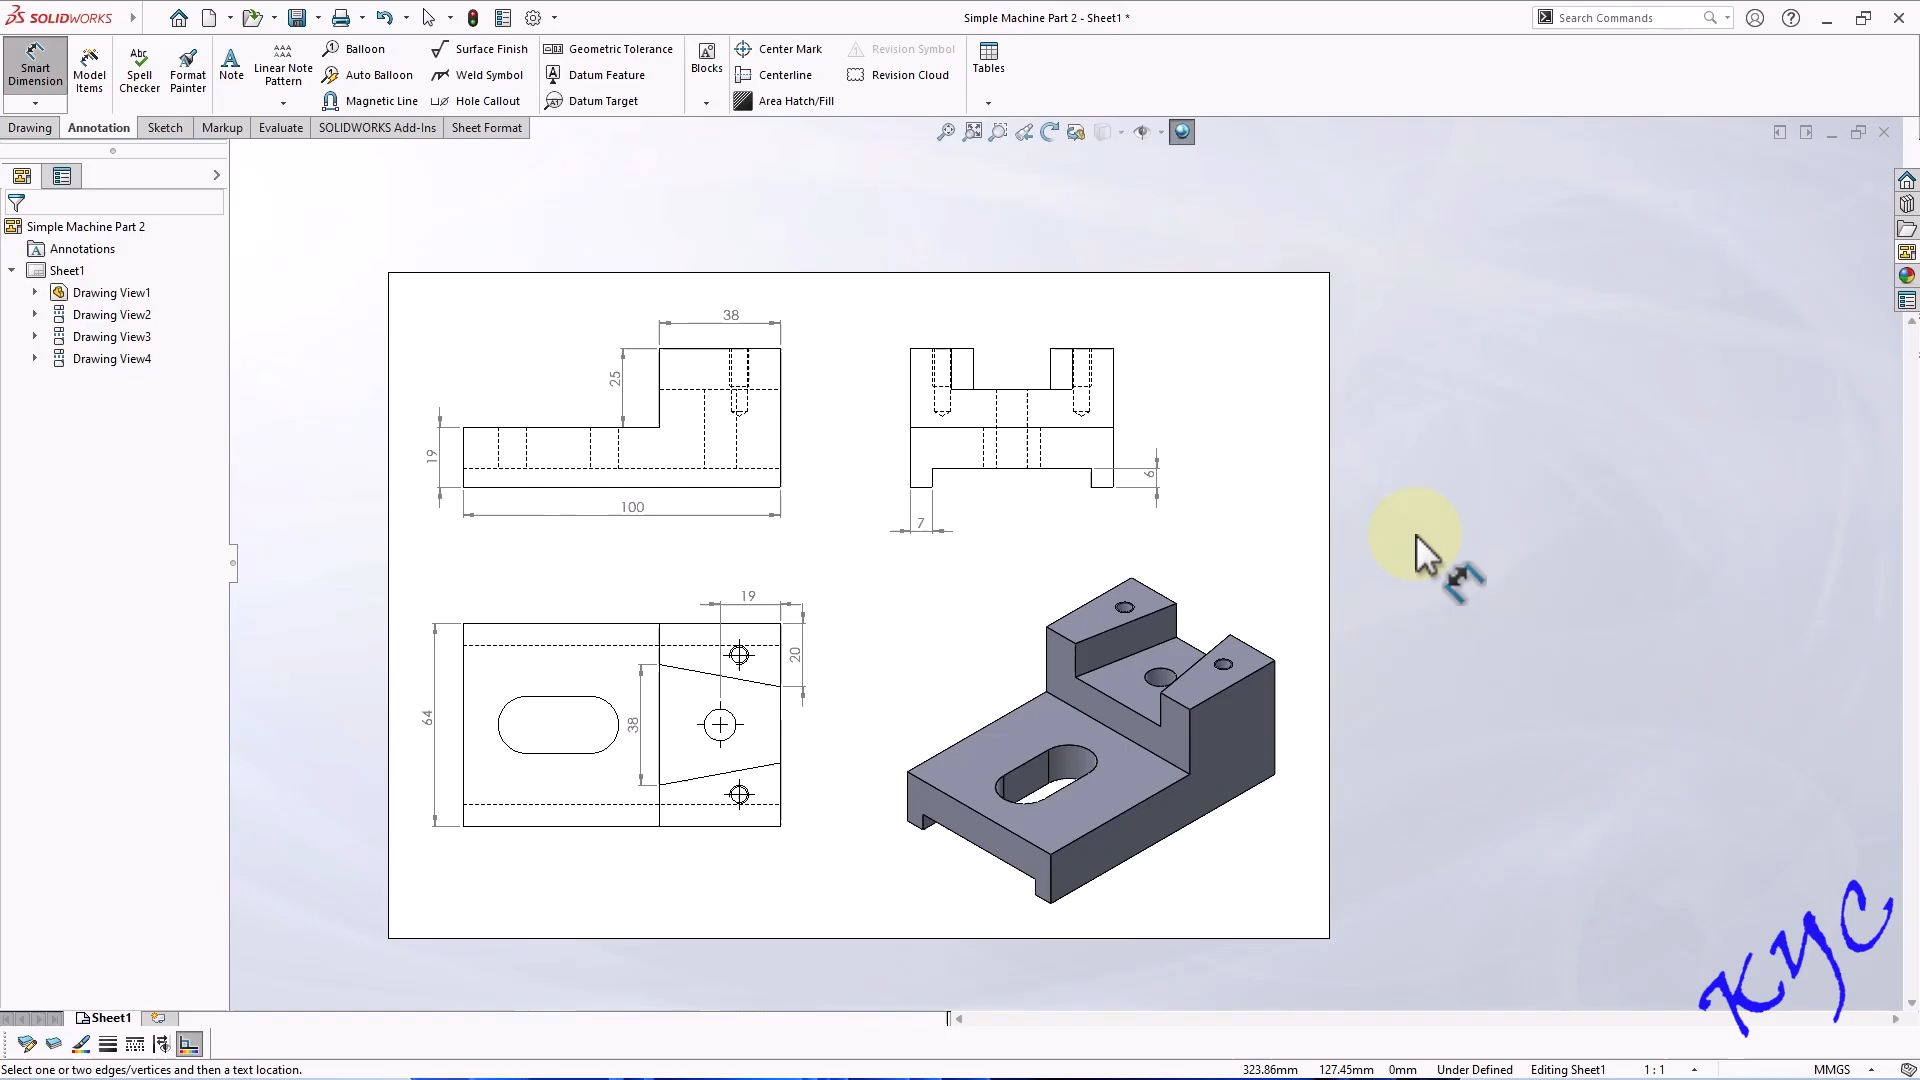 SOLIDWORKS
Simple Machine Part 2 - Sheet1 *
Search Commands
Smart Dimension
Model Items
Spell Checker
Format Painter
Note
Linear Note Pattern
Balloon
Auto Balloon
Magnetic Line
Surface Finish
Weld Symbol
Hole Callout
Geometric Tolerance
Datum Feature
Datum Target
Blocks
Center Mark
Centerline
Area Hatch/Fill
Revision Symbol
Revision Cloud
Tables
Drawing
Annotation
Sketch
Markup
Evaluate
SOLIDWORKS Add-Ins
Sheet Format
Simple Machine Part 2
Annotations
Sheet1
Drawing View1
Drawing View2
Drawing View3
Drawing View4
38
25
19
100
6
7
19
20
64
38
KYC
Sheet1
Select one or two edges/vertices and then a text location.
323.86mm
127.45mm
0mm
Under Defined
Editing Sheet1
1 : 1
MMGS